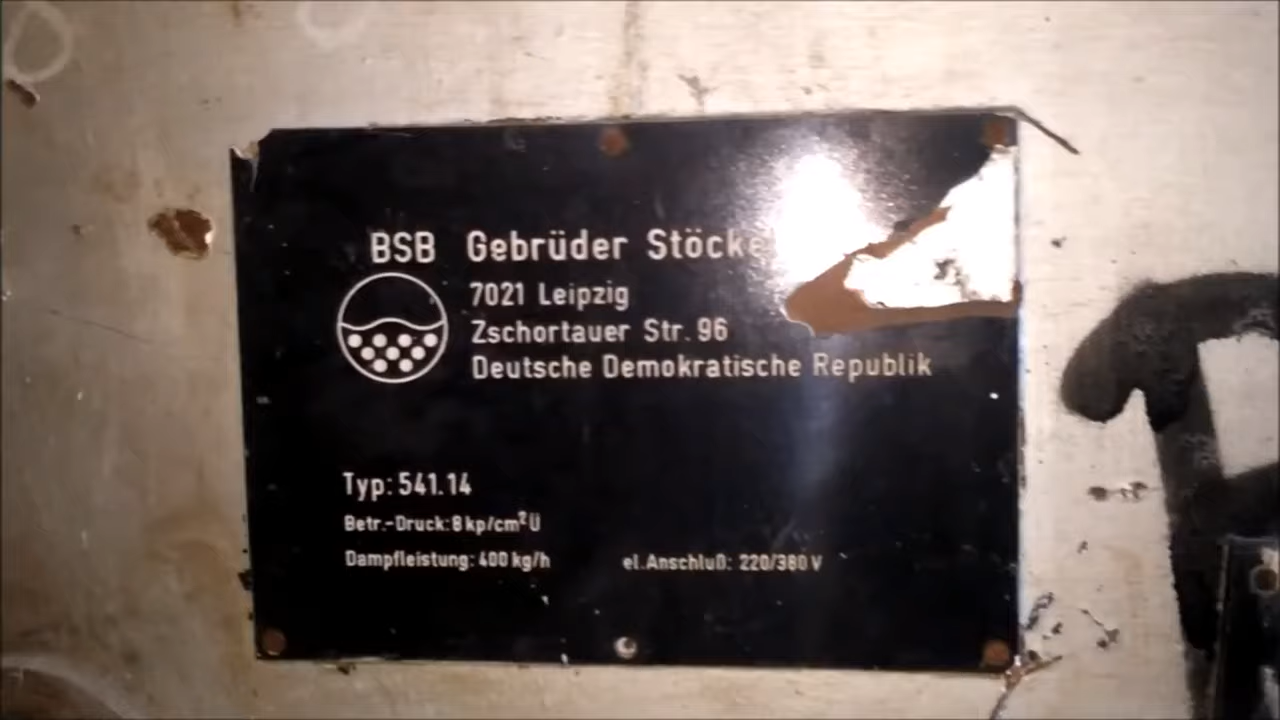 BSB Gebrüder Stöcke
7021 Leipzig
Zschortauer Str. 96
Deutsche Demokratische Republik
Typ: 541.14
Betr.-Druck: 8 kp/cm² Ü
Dampfleistung: 400 kg/h el. Anschluß: 220/380 V